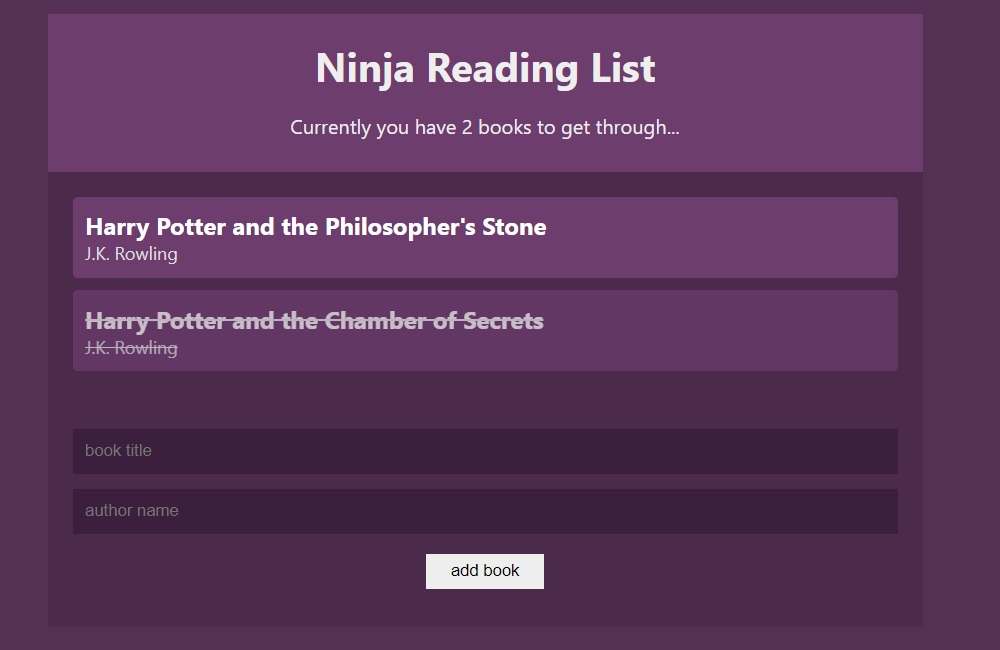 Ninja Reading List
Currently you have 2 books to get through...
Harry Potter and the Philosopher's Stone
J.K. Rowling
Harry Potter and the Chamber of Secrets
J.K. Rowling
book title
author name
add book